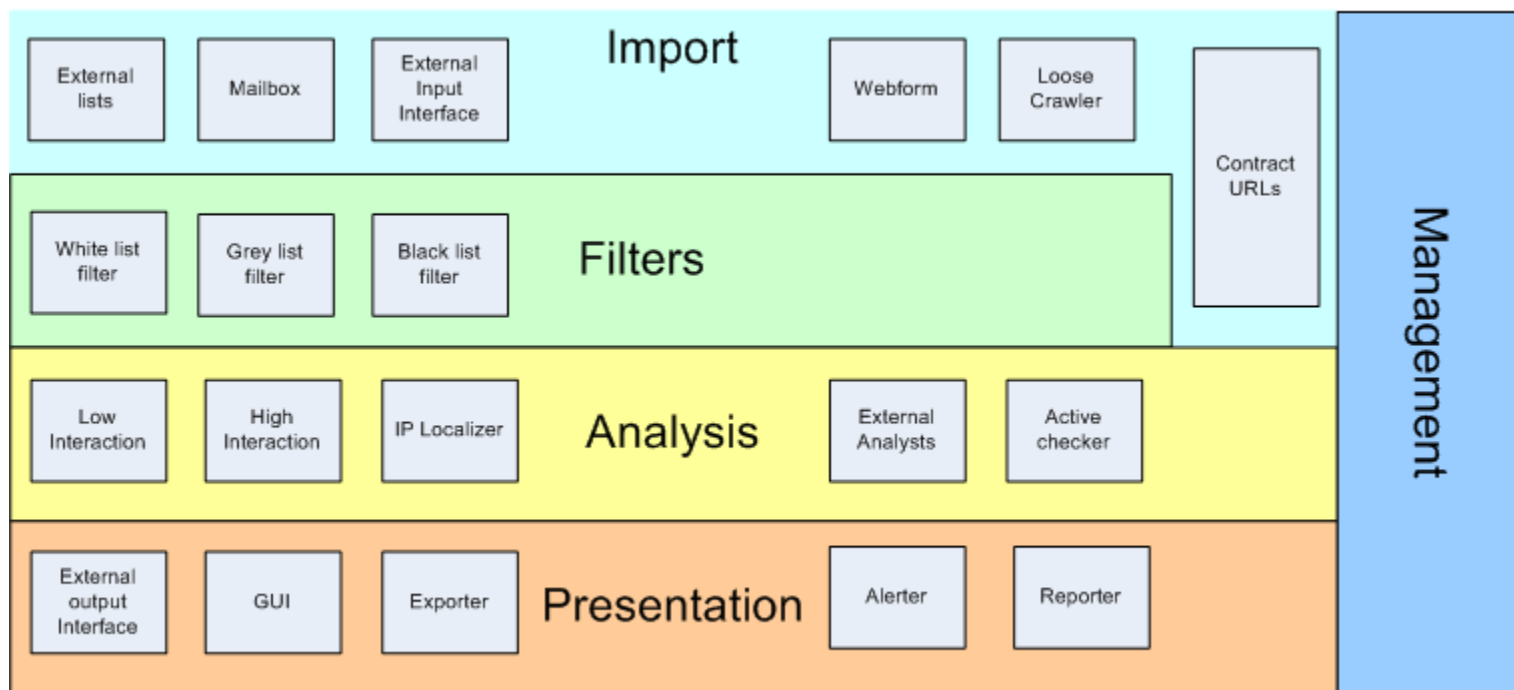 Import
External
lists
Mailbox
External
Input
Interface
Webform
Loose
Crawler
Contract
URLs
Management
Filters
White list
filter
Grey list
filter
Black list
filter
Analysis
Low
Interaction
High
Interaction
IP Localizer
External
Analysts
Active
checker
Presentation
External
output
Interface
GUI
Exporter
Alerter
Reporter